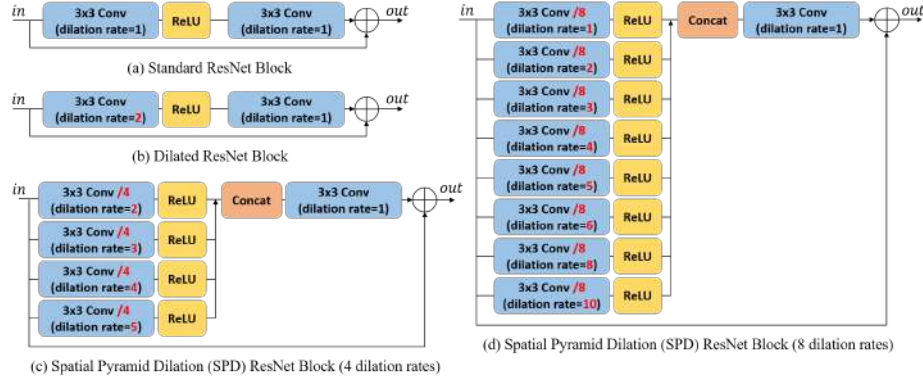 in
3x3 Conv
(dilation rate=1)
ReLU
3x3 Conv
(dilation rate=1)
out
(a) Standard ResNet Block
in
3x3 Conv
(dilation rate=2)
ReLU
3x3 Conv
(dilation rate=1)
out
(b) Dilated ResNet Block
in
3x3 Conv /4
(dilation rate=2)
ReLU
Concat
3x3 Conv
(dilation rate=1)
out
3x3 Conv /4
(dilation rate=3)
ReLU
3x3 Conv /4
(dilation rate=4)
ReLU
3x3 Conv /4
(dilation rate=5)
ReLU
(c) Spatial Pyramid Dilation (SPD) ResNet Block (4 dilation rates)
in
3x3 Conv /8
(dilation rate=1)
ReLU
Concat
3x3 Conv
(dilation rate=1)
out
3x3 Conv /8
(dilation rate=2)
ReLU
3x3 Conv /8
(dilation rate=3)
ReLU
3x3 Conv /8
(dilation rate=4)
ReLU
3x3 Conv /8
(dilation rate=5)
ReLU
3x3 Conv /8
(dilation rate=6)
ReLU
3x3 Conv /8
(dilation rate=8)
ReLU
3x3 Conv /8
(dilation rate=10)
ReLU
(d) Spatial Pyramid Dilation (SPD) ResNet Block (8 dilation rates)